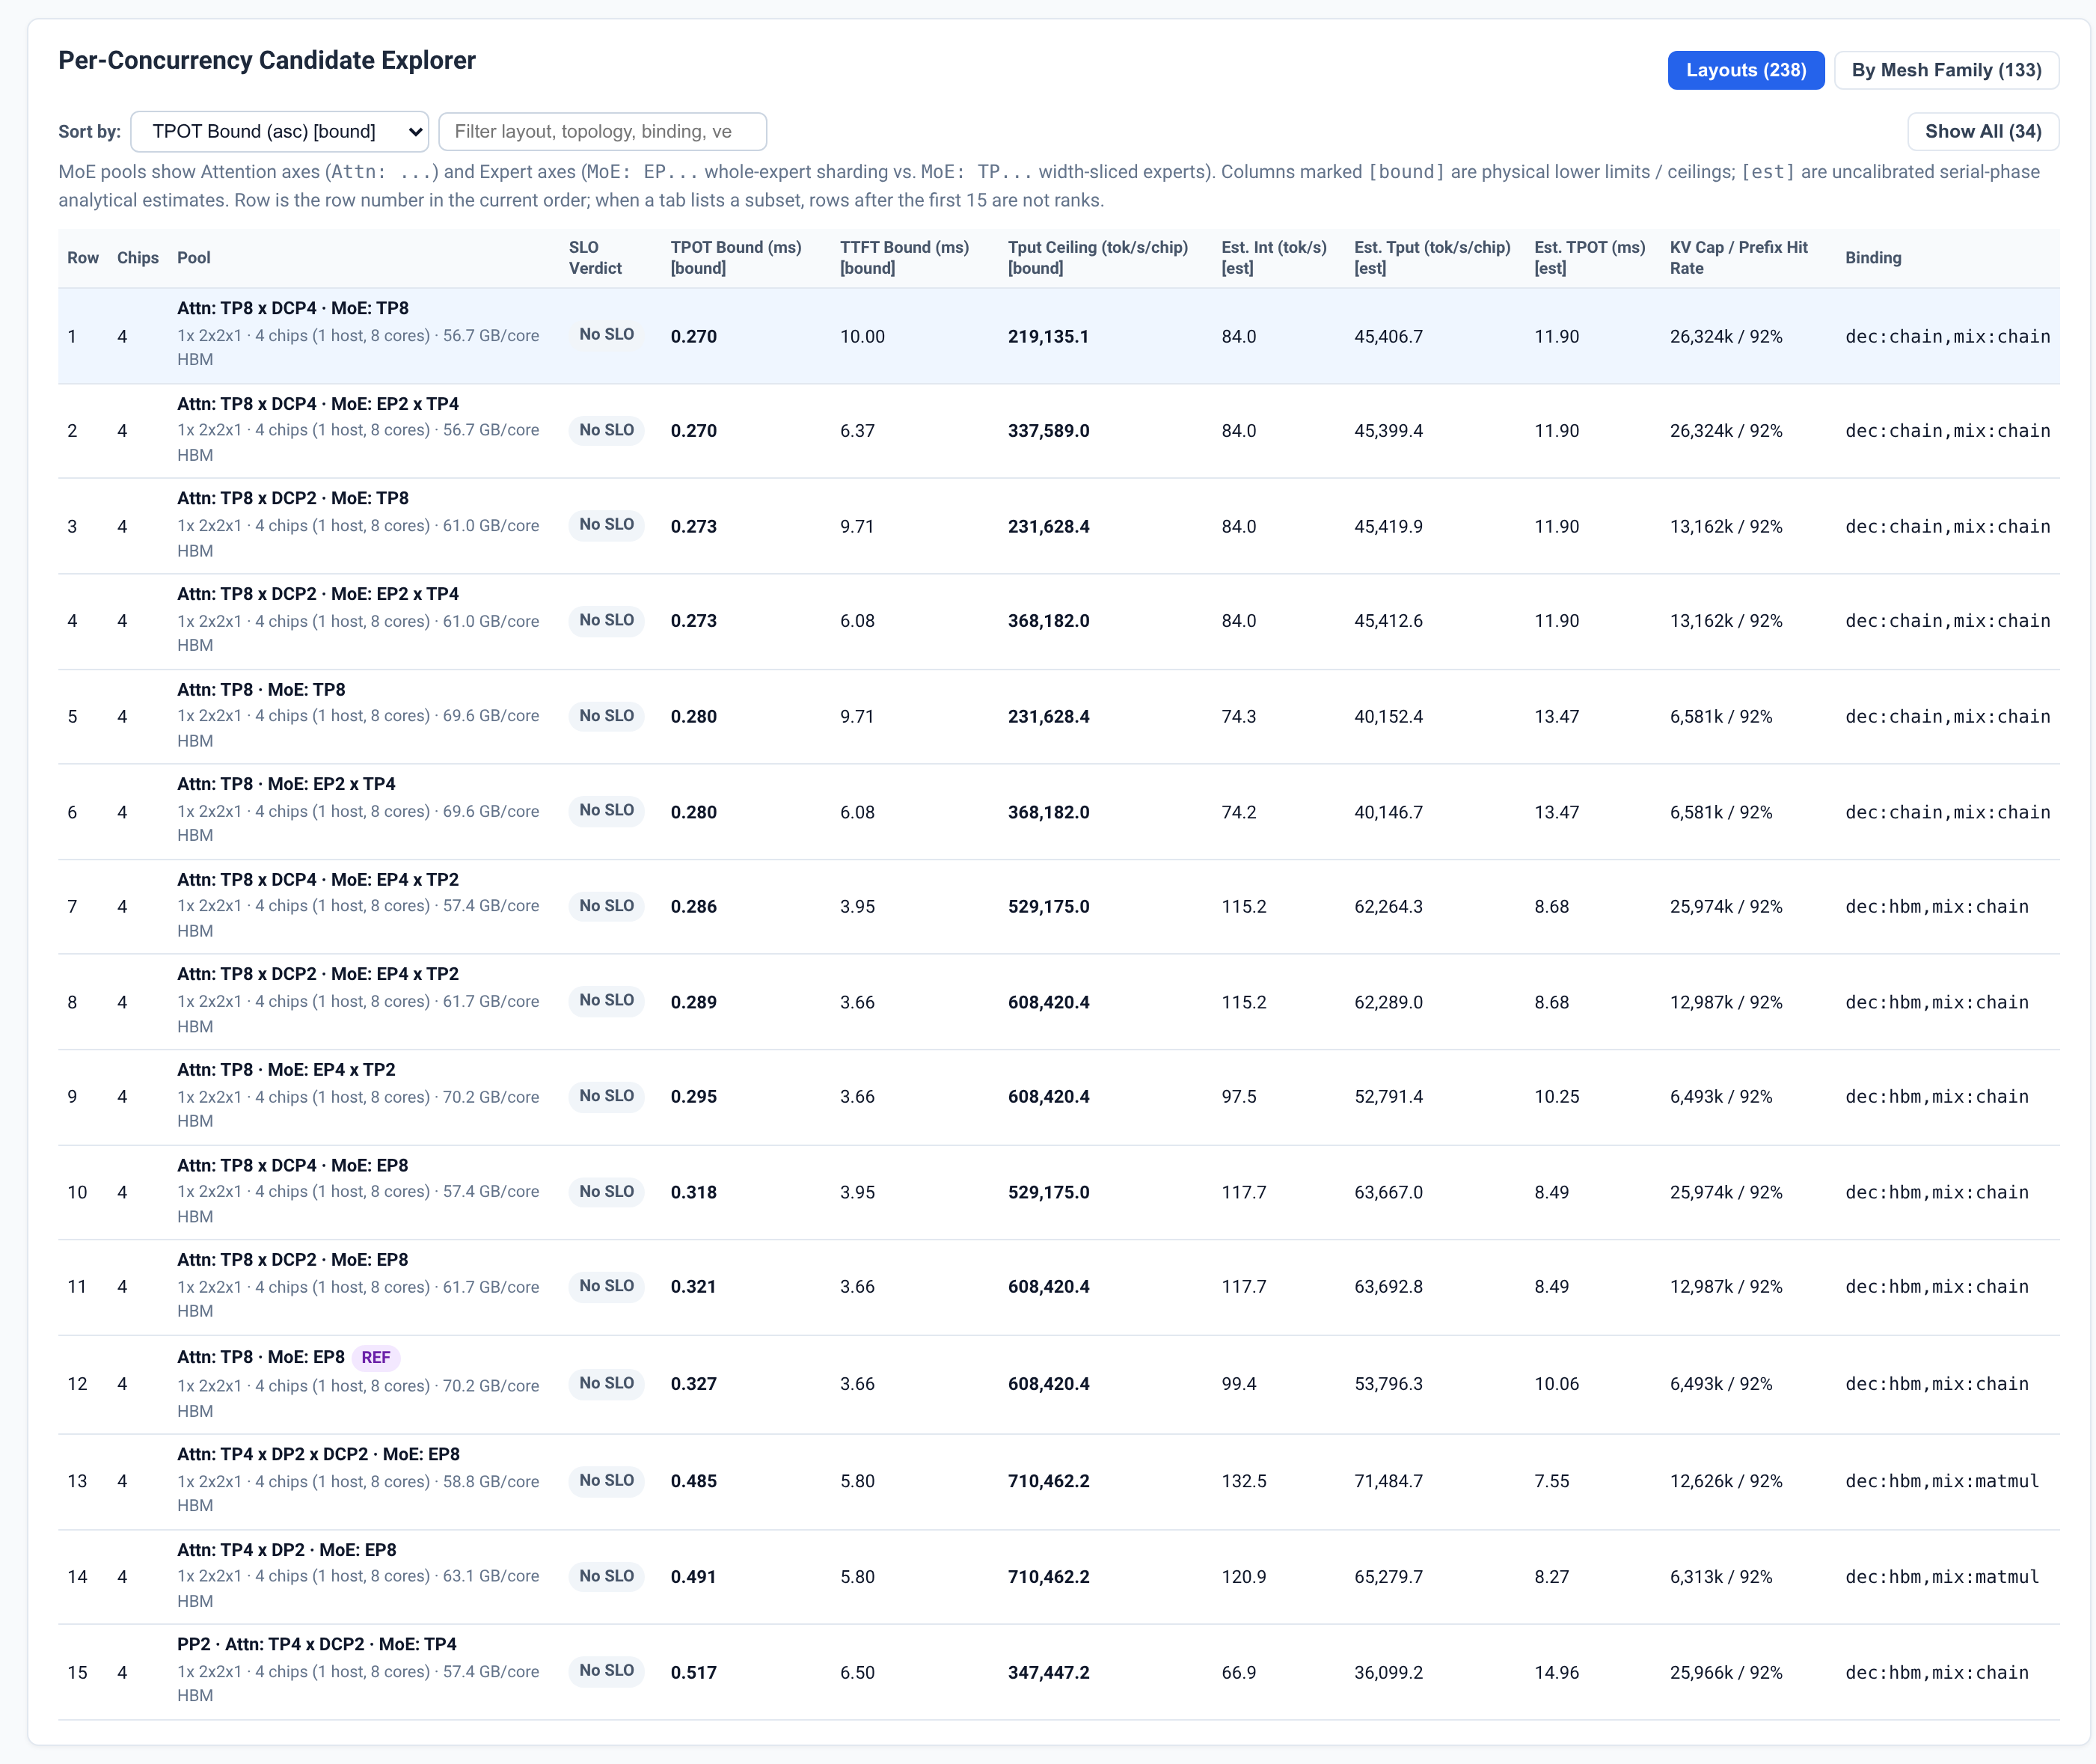 Per-Concurrency Candidate Explorer
Layouts (238)
By Mesh Family (133)
Sort by:
TPOT Bound (asc) [bound]
Filter layout, topology, binding, ve
Show All (34)
MoE pools show Attention axes (Attn: ...) and Expert axes (MoE: EP... whole-expert sharding vs. MoE: TP... width-sliced experts). Columns marked [bound] are physical lower limits / ceilings; [est] are uncalibrated serial-phase
analytical estimates. Row is the row number in the current order; when a tab lists a subset, rows after the first 15 are not ranks.
Row Chips Pool SLO Verdict TPOT Bound (ms) [bound] TTFT Bound (ms) [bound] Tput Ceiling (tok/s/chip) [bound] Est. Int (tok/s) [est] Est. Tput (tok/s/chip) [est] Est. TPOT (ms) [est] KV Cap / Prefix Hit Rate Binding
Attn: TP8 x DCP4 · MoE: TP8
1 4 1x 2x2x1 · 4 chips (1 host, 8 cores) · 56.7 GB/core No SLO 0.270 10.00 219,135.1 84.0 45,406.7 11.90 26,324k / 92% dec:chain,mix:chain
HBM
Attn: TP8 x DCP4 · MoE: EP2 x TP4
2 4 1x 2x2x1 · 4 chips (1 host, 8 cores) · 56.7 GB/core No SLO 0.270 6.37 337,589.0 84.0 45,399.4 11.90 26,324k / 92% dec:chain,mix:chain
HBM
Attn: TP8 x DCP2 · MoE: TP8
3 4 1x 2x2x1 · 4 chips (1 host, 8 cores) · 61.0 GB/core No SLO 0.273 9.71 231,628.4 84.0 45,419.9 11.90 13,162k / 92% dec:chain,mix:chain
HBM
Attn: TP8 x DCP2 · MoE: EP2 x TP4
4 4 1x 2x2x1 · 4 chips (1 host, 8 cores) · 61.0 GB/core No SLO 0.273 6.08 368,182.0 84.0 45,412.6 11.90 13,162k / 92% dec:chain,mix:chain
HBM
Attn: TP8 · MoE: TP8
5 4 1x 2x2x1 · 4 chips (1 host, 8 cores) · 69.6 GB/core No SLO 0.280 9.71 231,628.4 74.3 40,152.4 13.47 6,581k / 92% dec:chain,mix:chain
HBM
Attn: TP8 · MoE: EP2 x TP4
6 4 1x 2x2x1 · 4 chips (1 host, 8 cores) · 69.6 GB/core No SLO 0.280 6.08 368,182.0 74.2 40,146.7 13.47 6,581k / 92% dec:chain,mix:chain
HBM
Attn: TP8 x DCP4 · MoE: EP4 x TP2
7 4 1x 2x2x1 · 4 chips (1 host, 8 cores) · 57.4 GB/core No SLO 0.286 3.95 529,175.0 115.2 62,264.3 8.68 25,974k / 92% dec:hbm,mix:chain
HBM
Attn: TP8 x DCP2 · MoE: EP4 x TP2
8 4 1x 2x2x1 · 4 chips (1 host, 8 cores) · 61.7 GB/core No SLO 0.289 3.66 608,420.4 115.2 62,289.0 8.68 12,987k / 92% dec:hbm,mix:chain
HBM
Attn: TP8 · MoE: EP4 x TP2
9 4 1x 2x2x1 · 4 chips (1 host, 8 cores) · 70.2 GB/core No SLO 0.295 3.66 608,420.4 97.5 52,791.4 10.25 6,493k / 92% dec:hbm,mix:chain
HBM
Attn: TP8 x DCP4 · MoE: EP8
10 4 1x 2x2x1 · 4 chips (1 host, 8 cores) · 57.4 GB/core No SLO 0.318 3.95 529,175.0 117.7 63,667.0 8.49 25,974k / 92% dec:hbm,mix:chain
HBM
Attn: TP8 x DCP2 · MoE: EP8
11 4 1x 2x2x1 · 4 chips (1 host, 8 cores) · 61.7 GB/core No SLO 0.321 3.66 608,420.4 117.7 63,692.8 8.49 12,987k / 92% dec:hbm,mix:chain
HBM
Attn: TP8 · MoE: EP8 REF
12 4 1x 2x2x1 · 4 chips (1 host, 8 cores) · 70.2 GB/core No SLO 0.327 3.66 608,420.4 99.4 53,796.3 10.06 6,493k / 92% dec:hbm,mix:chain
HBM
Attn: TP4 x DP2 x DCP2 · MoE: EP8
13 4 1x 2x2x1 · 4 chips (1 host, 8 cores) · 58.8 GB/core No SLO 0.485 5.80 710,462.2 132.5 71,484.7 7.55 12,626k / 92% dec:hbm,mix:matmul
HBM
Attn: TP4 x DP2 · MoE: EP8
14 4 1x 2x2x1 · 4 chips (1 host, 8 cores) · 63.1 GB/core No SLO 0.491 5.80 710,462.2 120.9 65,279.7 8.27 6,313k / 92% dec:hbm,mix:matmul
HBM
PP2 · Attn: TP4 x DCP2 · MoE: TP4
15 4 1x 2x2x1 · 4 chips (1 host, 8 cores) · 57.4 GB/core No SLO 0.517 6.50 347,447.2 66.9 36,099.2 14.96 25,966k / 92% dec:hbm,mix:chain
HBM